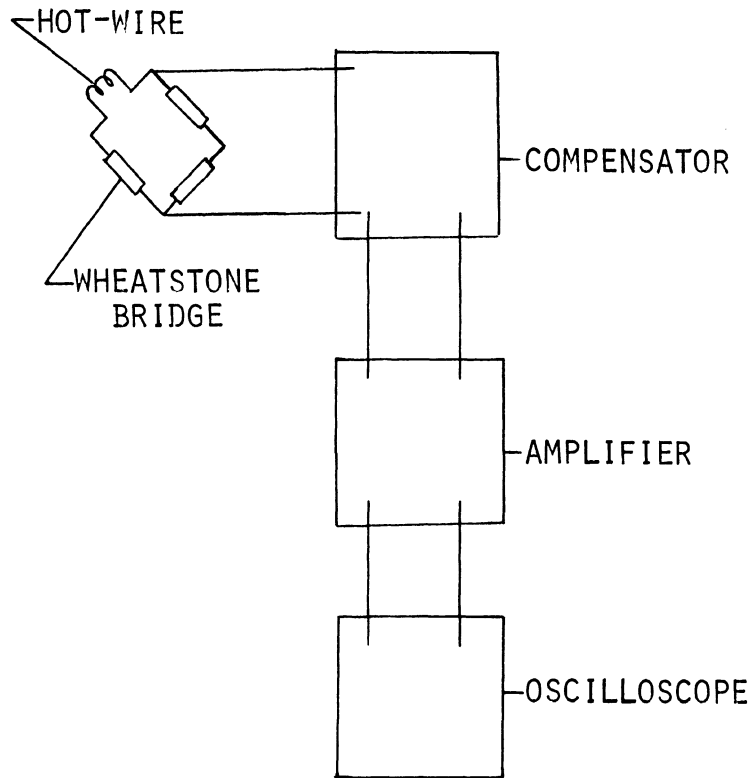 HOT-WIRE
COMPENSATOR
WHEATSTONE
BRIDGE
AMPLIFIER
OSCILLOSCOPE